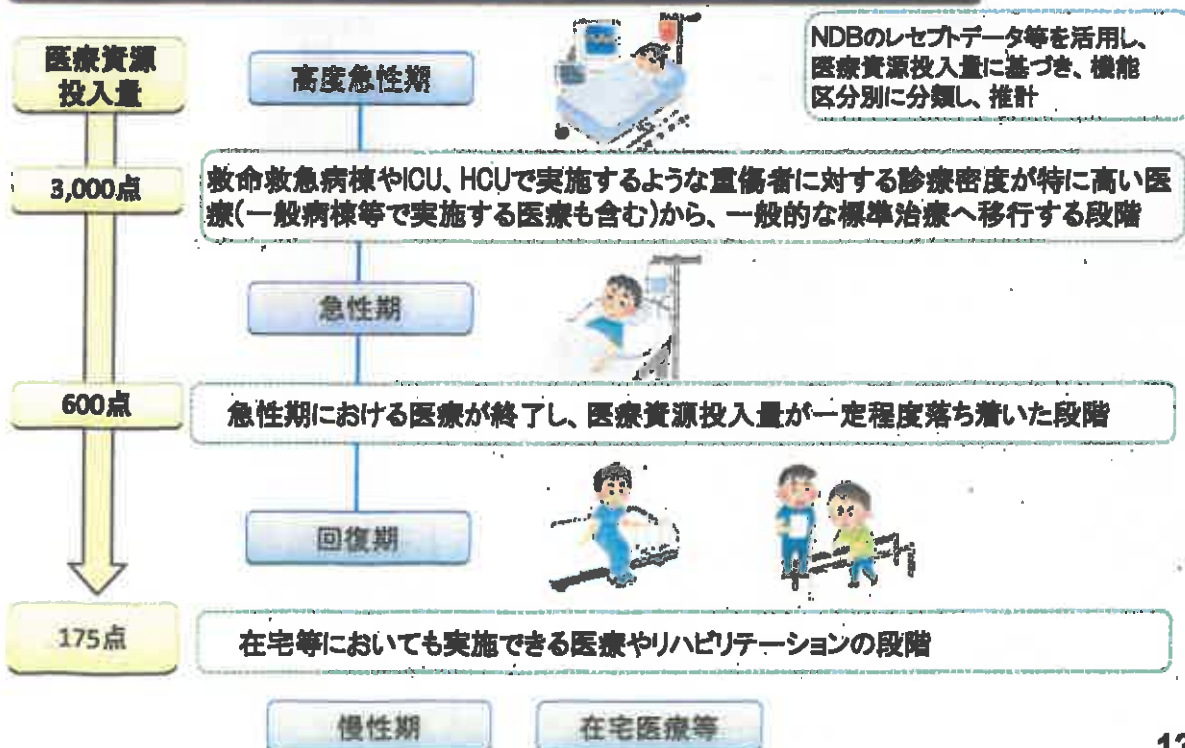 医療資源
投入量
高度急性期
NDBのレセプトデータ等を活用し、
医療資源投入量に基づき、機能
区分別に分類し、推計
3,000点
救命救急病棟やICU、HCUで実施するような重傷者に対する診療密度が特に高い医
療(一般病棟等で実施する医療も含む)から、一般的な標準治療へ移行する段階
急性期
600点
急性期における医療が終了し、医療資源投入量が一定程度落ち着いた段階
回復期
175点
在宅等においても実施できる医療やリハビリテーションの段階
慢性期
在宅医療等